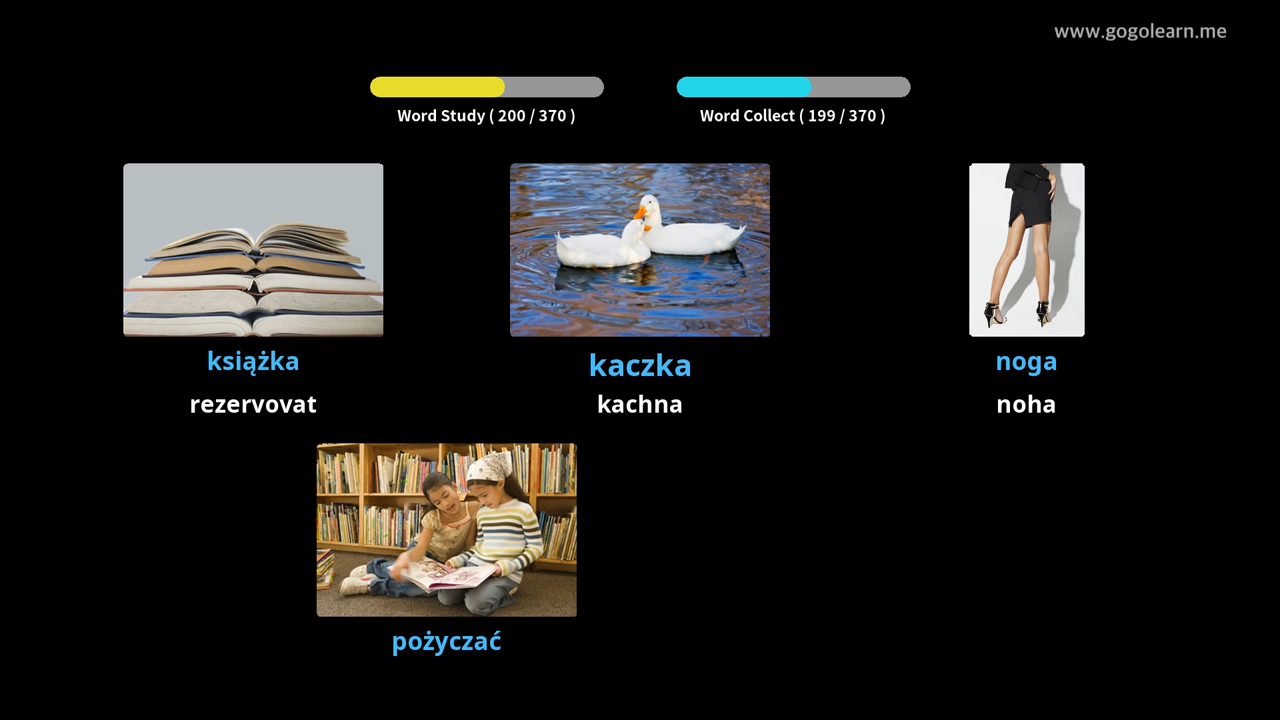 www.gogolearn.me
Word Study ( 200 / 370 )
Word Collect ( 199 / 370 )
książka
kaczka
noga
rezervovat
kachna
noha
pożyczać